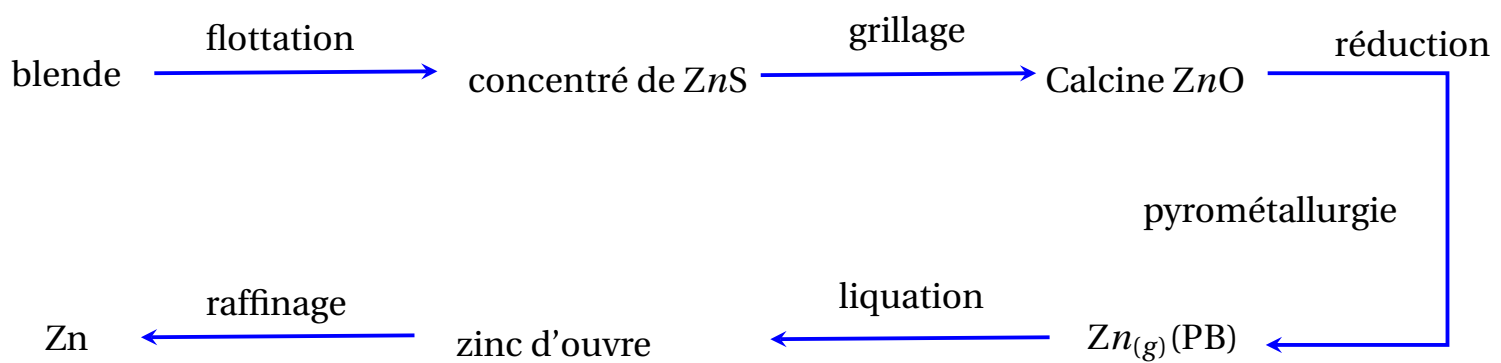 flottation
grillage
réduction
blende
concentré de ZnS
Calcine ZnO
pyrométallurgie
raffinage
liquation
Zn
zinc d'ouvre
Zn(g)(PB)